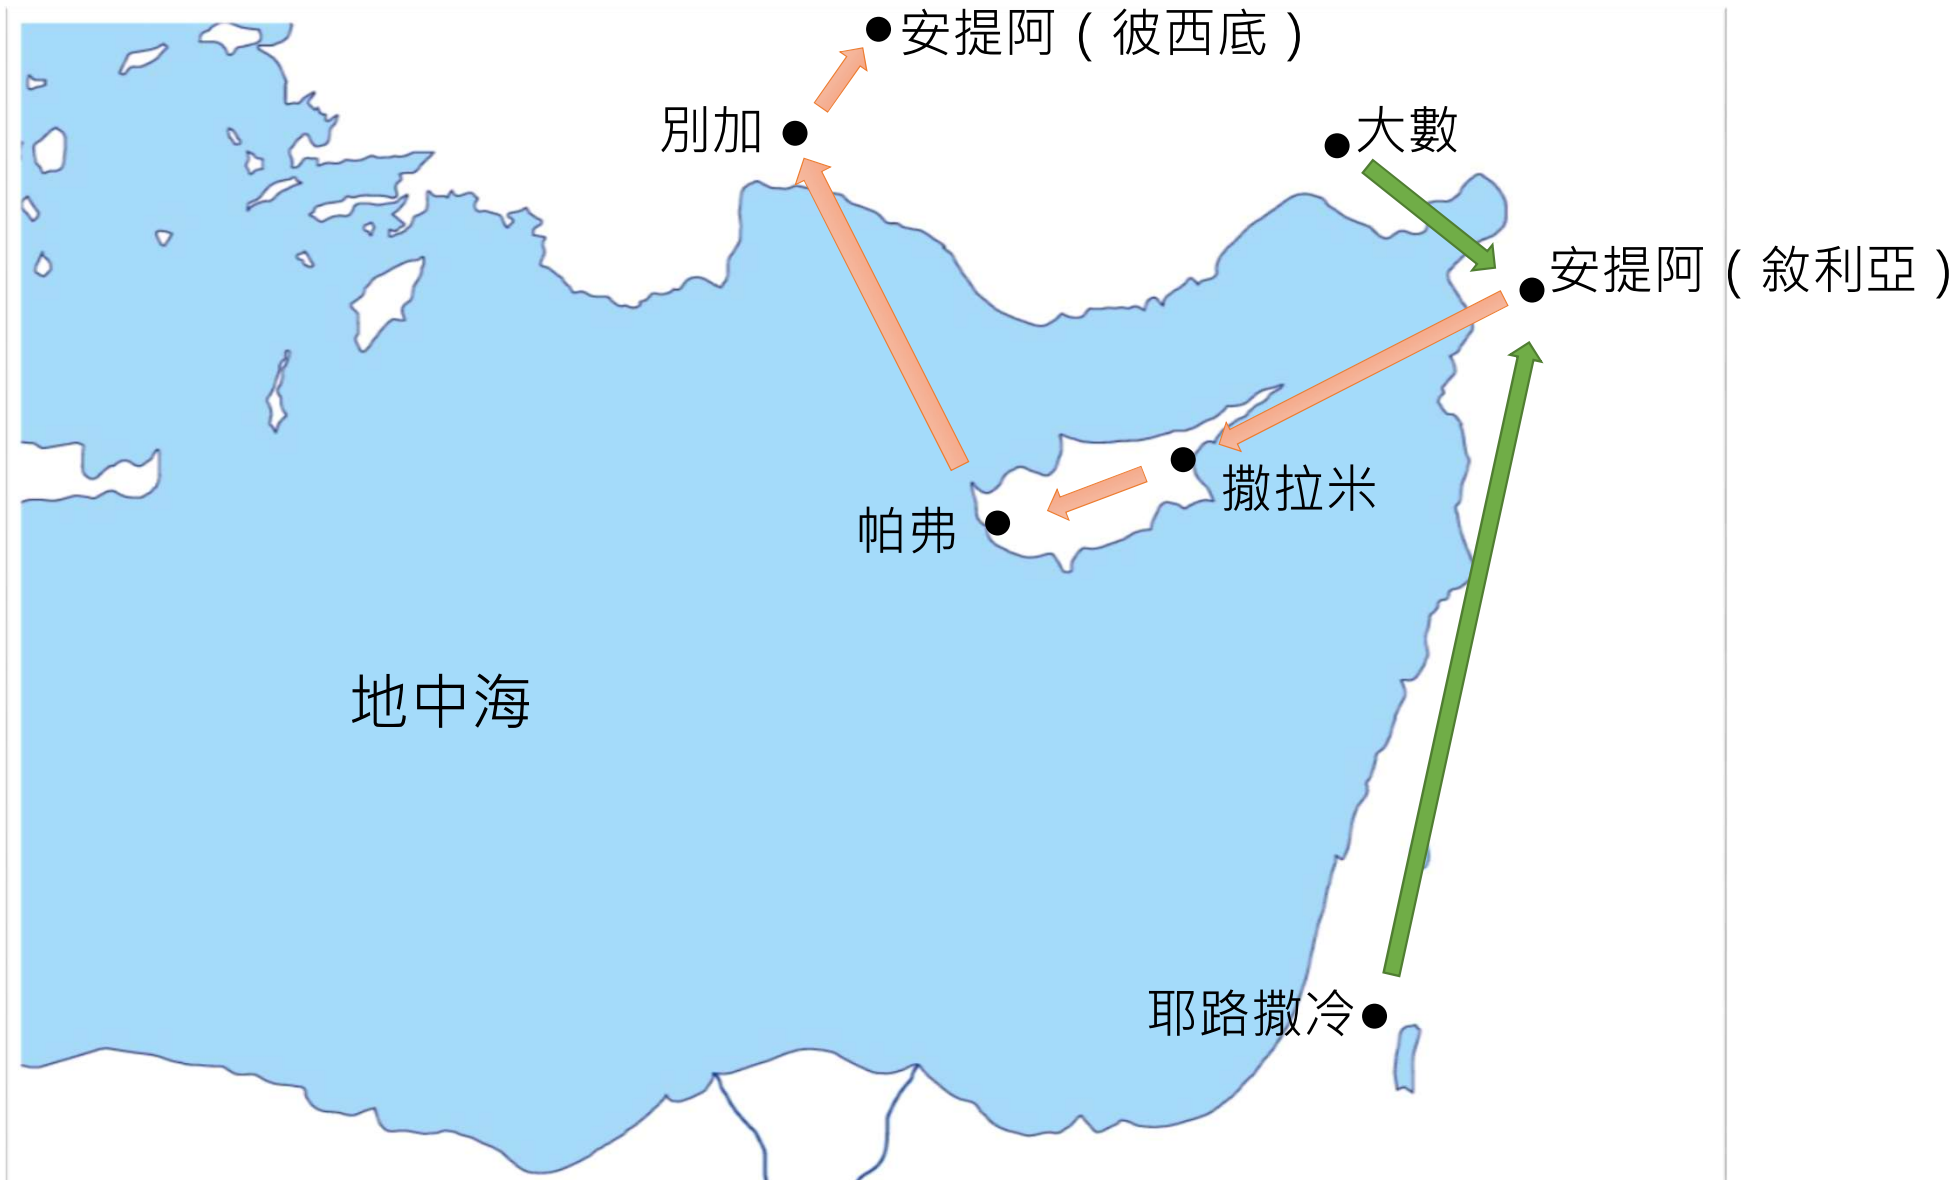 安提阿（彼西底）
別加
大數
安提阿（敘利亞）
撒拉米
帕弗
地中海
耶路撒冷